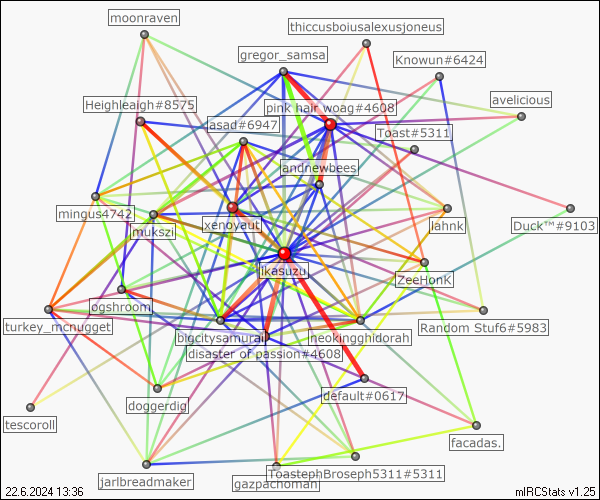 moonraven
thiccusboiusalexusjoneus
gregor_samsa
Knowun#6424
Heighleaigh#8575
pink hair woag#4608
avelicious
asad#6947
Toast#5311
landnewbees
mingus4742
mukszi
xenoyaut
lahnk
Duck™#9103
ikasuzu
ZeeHonK
ogshroom
turkey_mcnugget
bigcitysamurai
neokingghidorah
Random Stuf6#5983
disaster of passion#4608
doggerdig
default#0617
tescoroll
facadas.
jarlbreadmaker
gazpachoman
ToastephBroseph5311#5311
22.6.2024 13:36
mIRCStats v1.25